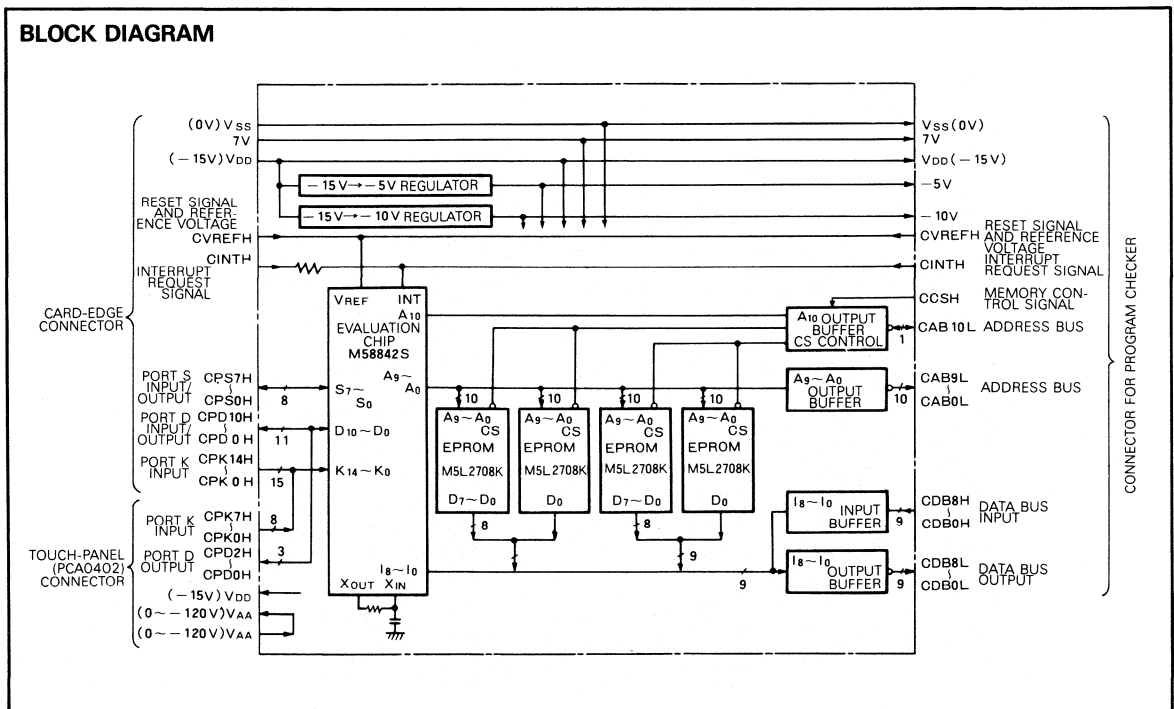 BLOCK DIAGRAM
(0V) VSS
7V
(−15V) VDD
−15V→−5V REGULATOR
−15V→−10V REGULATOR
RESET SIGNAL
AND REFER-
ENCE VOLTAGE
CVREFH
CINTH
INTERRUPT
REQUEST
SIGNAL
CARD-EDGE
CONNECTOR
PORT S
INPUT/
OUTPUT
CPS7H
~
CPS0H
8
PORT D
INPUT/
OUTPUT
CPD10H
~
CPD0H
11
PORT K
INPUT
CPK14H
~
CPK0H
15
TOUCH-PANEL
(PCA0402)
CONNECTOR
PORT K
INPUT
CPK7H
~
CPK0H
8
PORT D
OUTPUT
CPD2H
~
CPD0H
3
(−15V) VDD
(0~−120V) VAA
(0~−120V) VAA
VREF INT
A10
EVALUATION
CHIP
M58842S
S7~
S0
A9~
A0
D10~D0
K14~K0
I8~I0
XOUT XIN
10
10
10
10
A9~A0
CS
EPROM
M5L2708K
D7~D0
8
A9~A0
CS
EPROM
M5L2708K
D0
A9~A0
CS
EPROM
M5L2708K
D7~D0
8
A9~A0
CS
EPROM
M5L2708K
D0
9
9
A10 OUTPUT
BUFFER
CS CONTROL
A9~A0
OUTPUT
BUFFER
I8~I0
INPUT
BUFFER
I8~I0
OUTPUT
BUFFER
VSS (0V)
7V
VDD (−15V)
−5V
−10V
CVREFH
RESET SIGNAL
AND REFERENCE
VOLTAGE
CINTH
INTERRUPT
REQUEST SIGNAL
CCSH
MEMORY CON-
TROL SIGNAL
CAB10L ADDRESS BUS
1
CAB9L
~
CAB0L
ADDRESS BUS
10
CDB8H
~
CDB0H
DATA BUS
INPUT
9
CDB8L
~
CDB0L
DATA BUS
OUTPUT
9
CONNECTOR FOR PROGRAM CHECKER